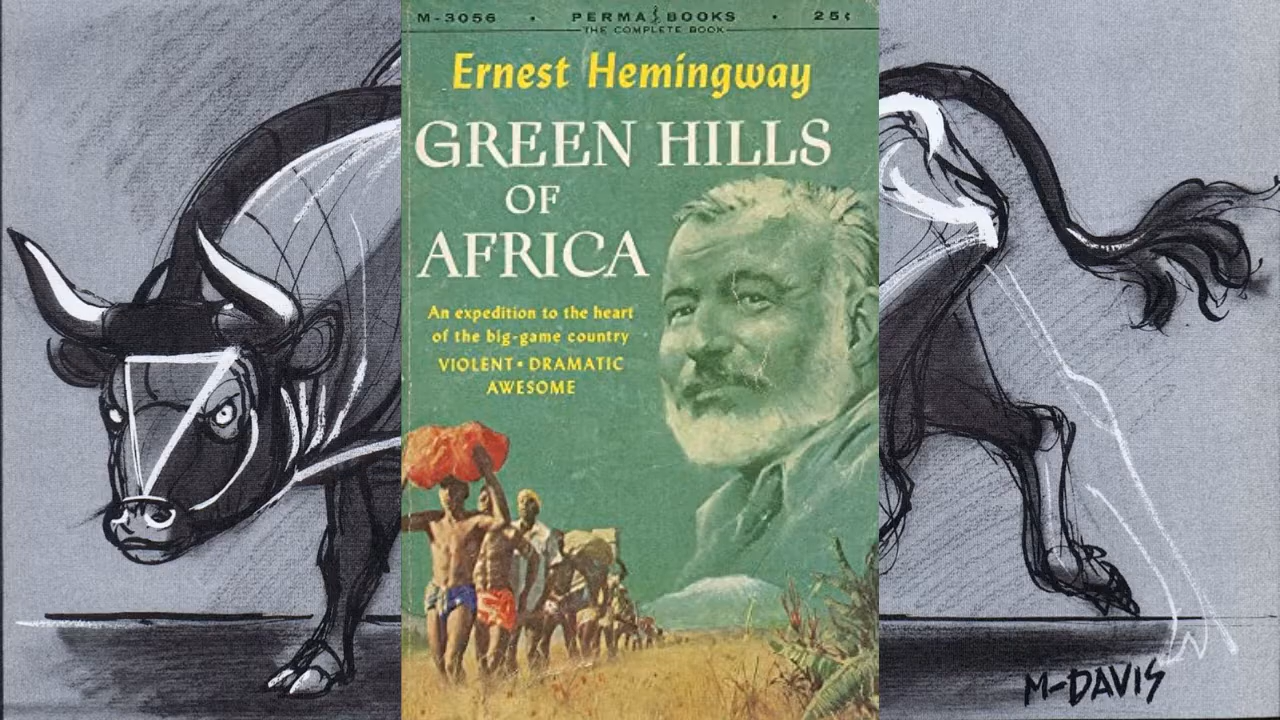 M-3056 • PERMA BOOKS • 25¢
THE COMPLETE BOOK
Ernest Hemingway
GREEN HILLS
OF
AFRICA
An expedition to the heart
of the big-game country
VIOLENT • DRAMATIC
AWESOME
M-DAVIS